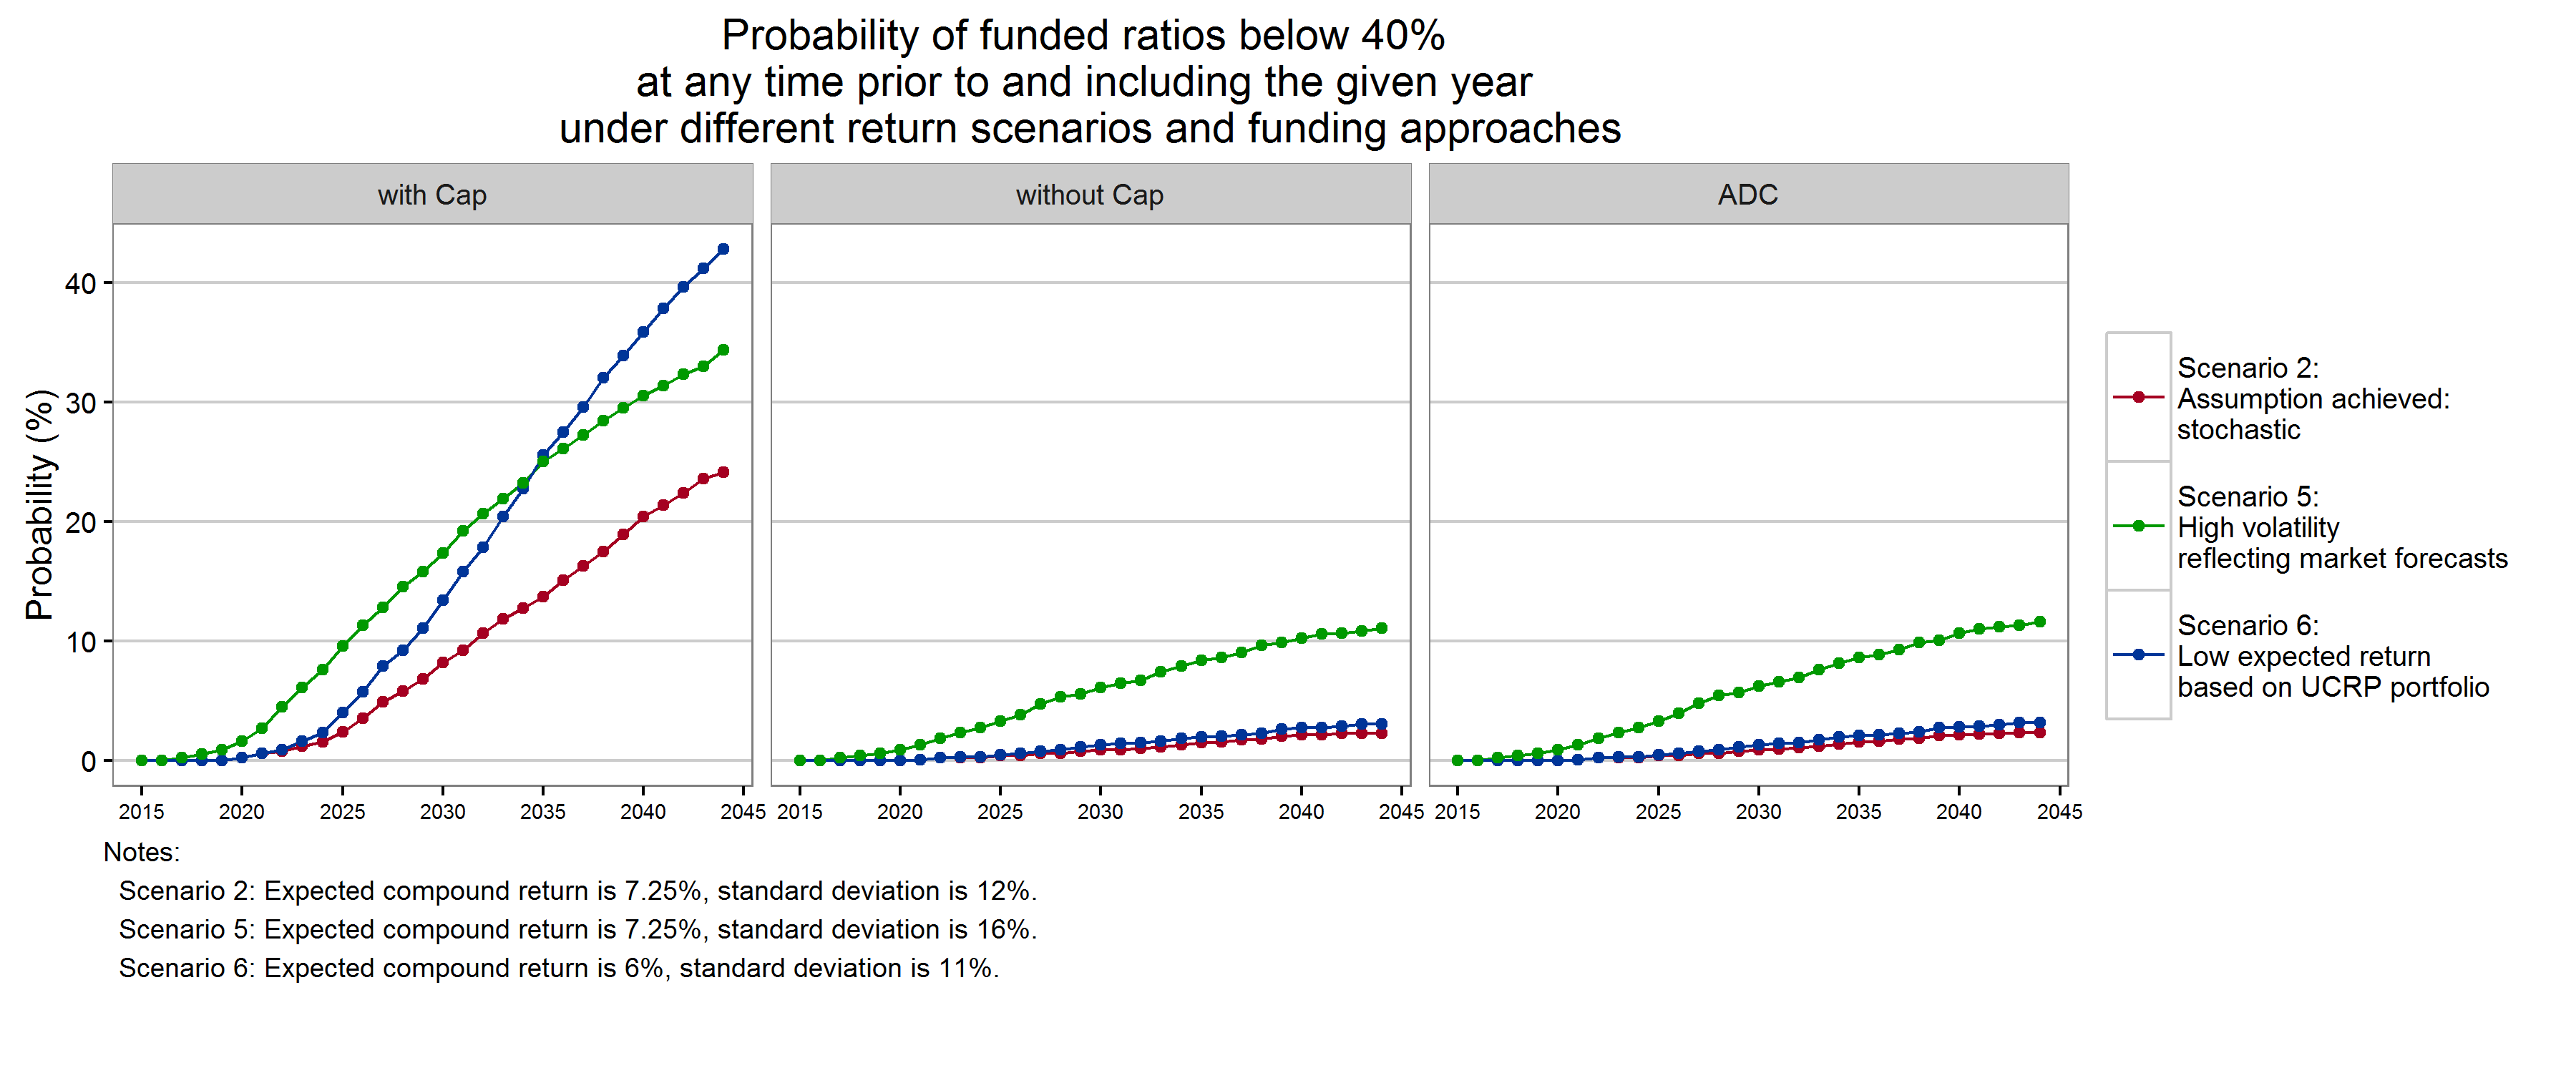 Probability of funded ratios below 40%
at any time prior to and including the given year
under different return scenarios and funding approaches
with Cap
without Cap
ADC
Probability (%)
40
30
20
10
0
2015 2020 2025 2030 2035 2040 2045
2015 2020 2025 2030 2035 2040 2045
2015 2020 2025 2030 2035 2040 2045
Scenario 2:
Assumption achieved:
stochastic
Scenario 5:
High volatility
reflecting market forecasts
Scenario 6:
Low expected return
based on UCRP portfolio
Notes:
Scenario 2: Expected compound return is 7.25%, standard deviation is 12%.
Scenario 5: Expected compound return is 7.25%, standard deviation is 16%.
Scenario 6: Expected compound return is 6%, standard deviation is 11%.